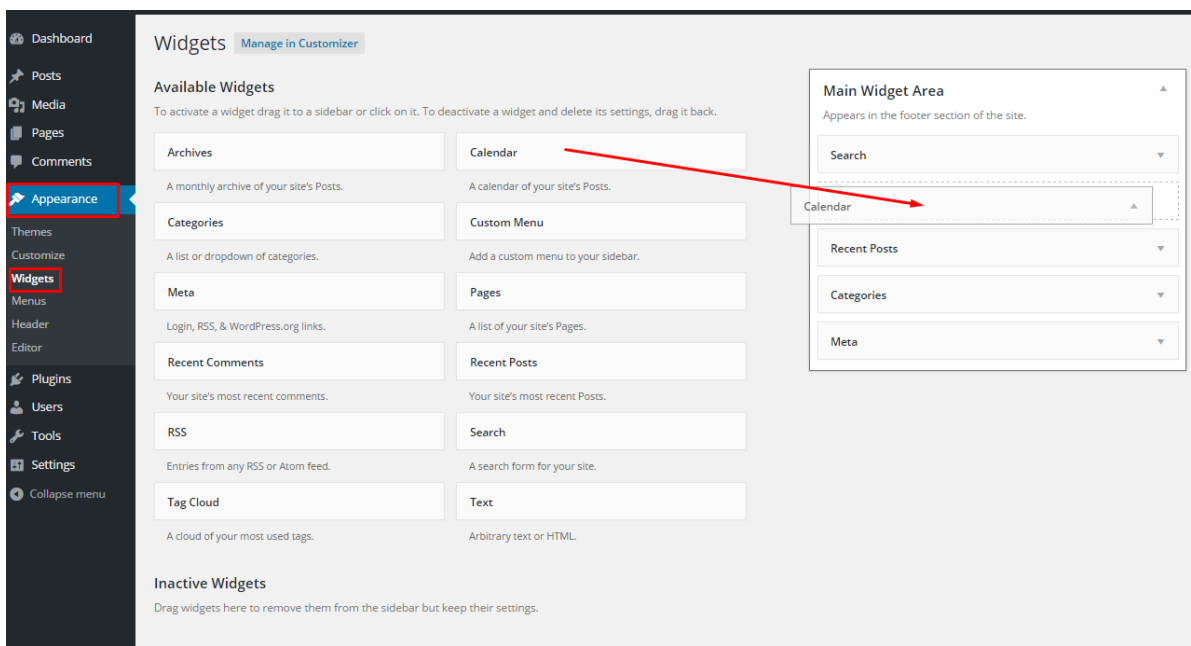 Dashboard
Posts
Media
Pages
Comments
Appearance
Themes
Customize
Widgets
Menus
Header
Editor
Plugins
Users
Tools
Settings
Collapse menu
Widgets Manage in Customizer
Available Widgets
To activate a widget drag it to a sidebar or click on it. To deactivate a widget and delete its settings, drag it back.
Archives
A monthly archive of your site's Posts.
Calendar
A calendar of your site's Posts.
Categories
A list or dropdown of categories.
Custom Menu
Add a custom menu to your sidebar.
Meta
Login, RSS, & WordPress.org links.
Pages
A list of your site's Pages.
Recent Comments
Your site's most recent comments.
Recent Posts
Your site's most recent Posts.
RSS
Entries from any RSS or Atom feed.
Search
A search form for your site.
Tag Cloud
A cloud of your most used tags.
Text
Arbitrary text or HTML.
Inactive Widgets
Drag widgets here to remove them from the sidebar but keep their settings.
Main Widget Area
Appears in the footer section of the site.
Search
Calendar
Recent Posts
Categories
Meta